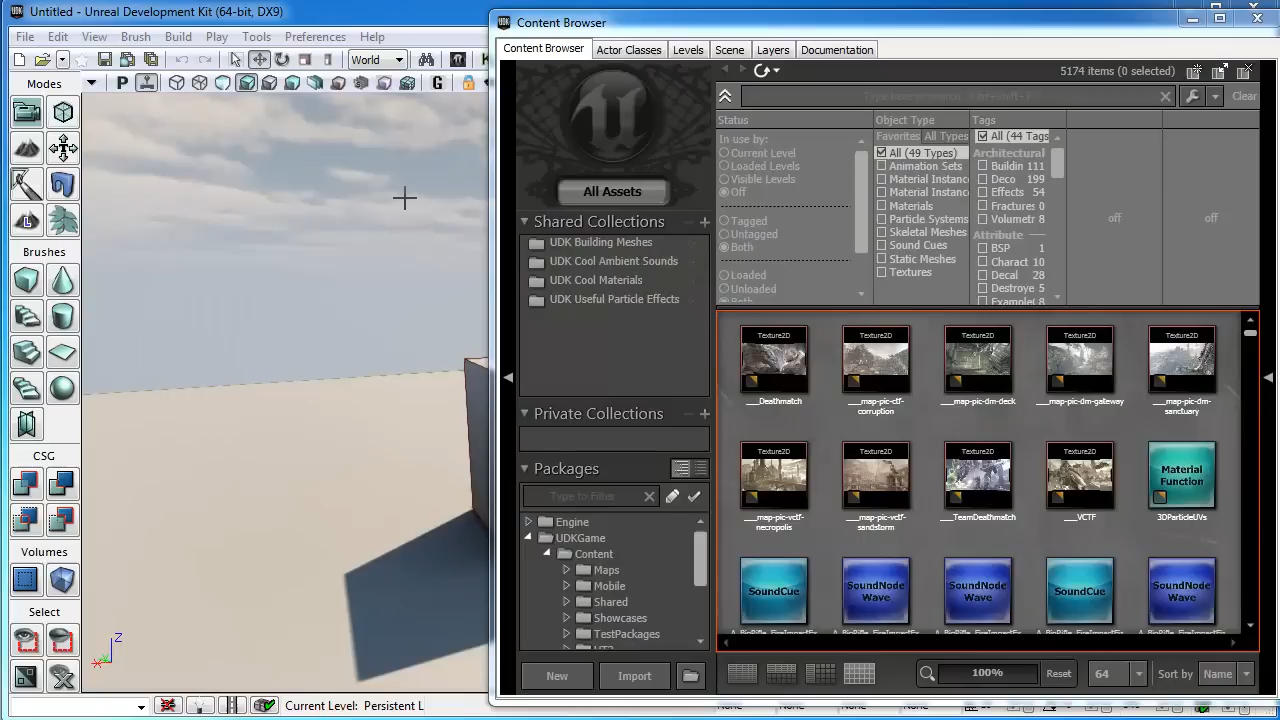 Untitled - Unreal Development Kit (64-bit, DX9)
File Edit View Brush Build Play Tools Preferences Help
World
Modes
P
G
Brushes
CSG
Volumes
Select
Z
Current Level: Persistent L
Content Browser
Content Browser Actor Classes Levels Scene Layers Documentation
5174 items (0 selected)
Clear
All Assets
Shared Collections
UDK Building Meshes
UDK Cool Ambient Sounds
UDK Cool Materials
UDK Useful Particle Effects
Private Collections
Packages
Type to Filter
Engine
UDKGame
Content
Maps
Mobile
Shared
Showcases
TestPackages
New Import
Status
In use by:
Current Level
Loaded Levels
Visible Levels
Off
Tagged
Untagged
Both
Loaded
Unloaded
Both
Object Type
Favorites All Types
All (49 Types)
Animation Sets
Material Instanc
Material Instanc
Materials
Particle Systems
Skeletal Meshes
Sound Cues
Static Meshes
Textures
Tags
All (44 Tags
Architectural
Buildin 111
Deco 199
Effects 54
Fractures 0
Volumetr 8
Attribute
BSP 1
Charact 10
Decal 28
Destroye 5
Example( 8
off
off
Texture2D Texture2D Texture2D Texture2D Texture2D
___Deathmatch ___map-pic-ctf-corruption ___map-pic-dm-deck ___map-pic-dm-gateway ___map-pic-dm-sanctuary
Texture2D Texture2D Texture2D Texture2D Material Function
___map-pic-vctf-necropolis ___map-pic-vctf-sandstorm ___TeamDeathmatch ___VCTF 3DParticleUVs
SoundCue SoundNode Wave SoundNode Wave SoundCue SoundNode Wave
100% Reset 64 Sort by Name